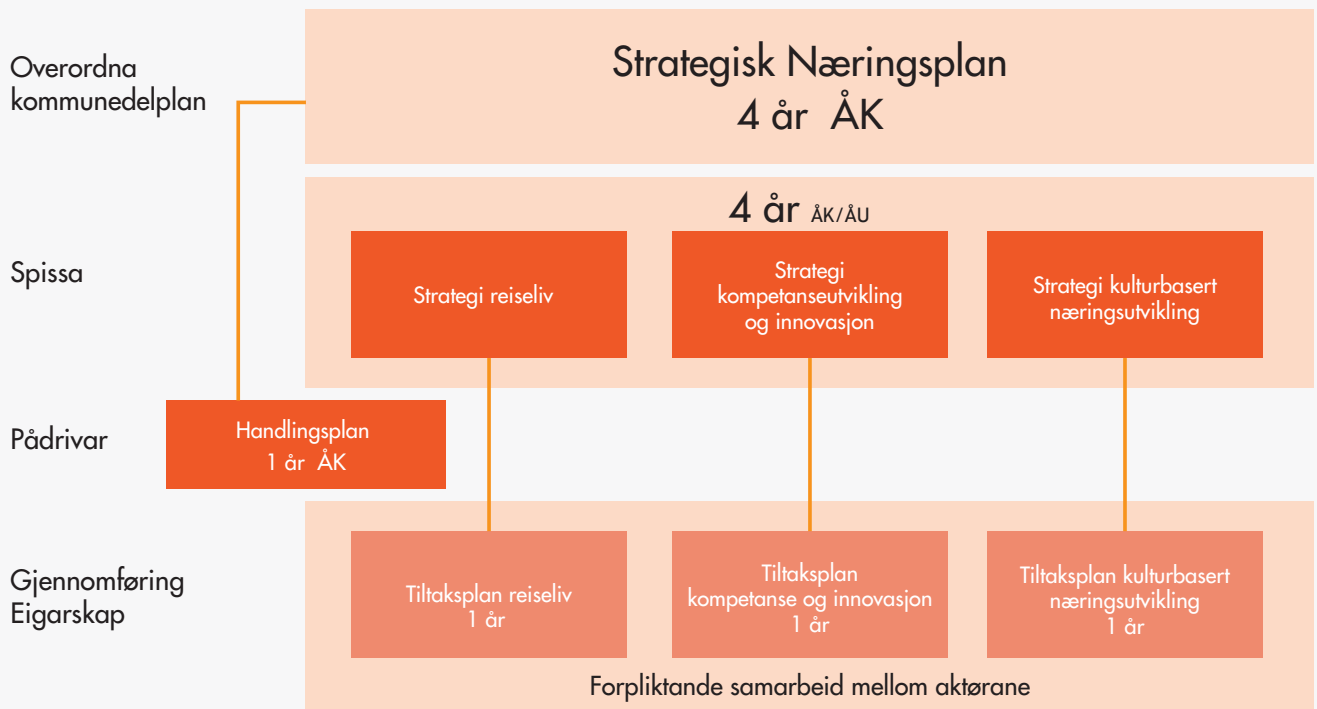 Overordna
kommunedelplan
Strategisk Næringsplan
4 år ÅK
Spissa
4 år ÅK/ÅU
Strategi reiseliv
Strategi
kompetanseutvikling
og innovasjon
Strategi kulturbasert
næringsutvikling
Pådrivar
Handlingsplan
1 år ÅK
Gjennomføring
Eigarskap
Tiltaksplan reiseliv
1 år
Tiltaksplan
kompetanse og innovasjon
1 år
Tiltaksplan kulturbasert
næringsutvikling
1 år
Forpliktande samarbeid mellom aktørane